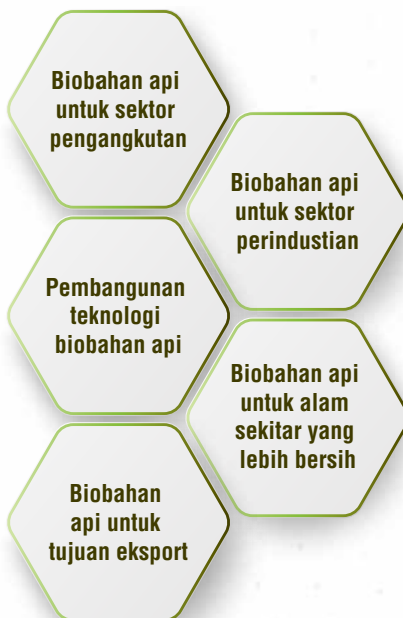 Biobahan api
untuk sektor
pengangkutan
Biobahan api
untuk sektor
perindustian
Pembangunan
teknologi
biobahan api
Biobahan api
untuk alam
sekitar yang
lebih bersih
Biobahan
api untuk
tujuan eksport